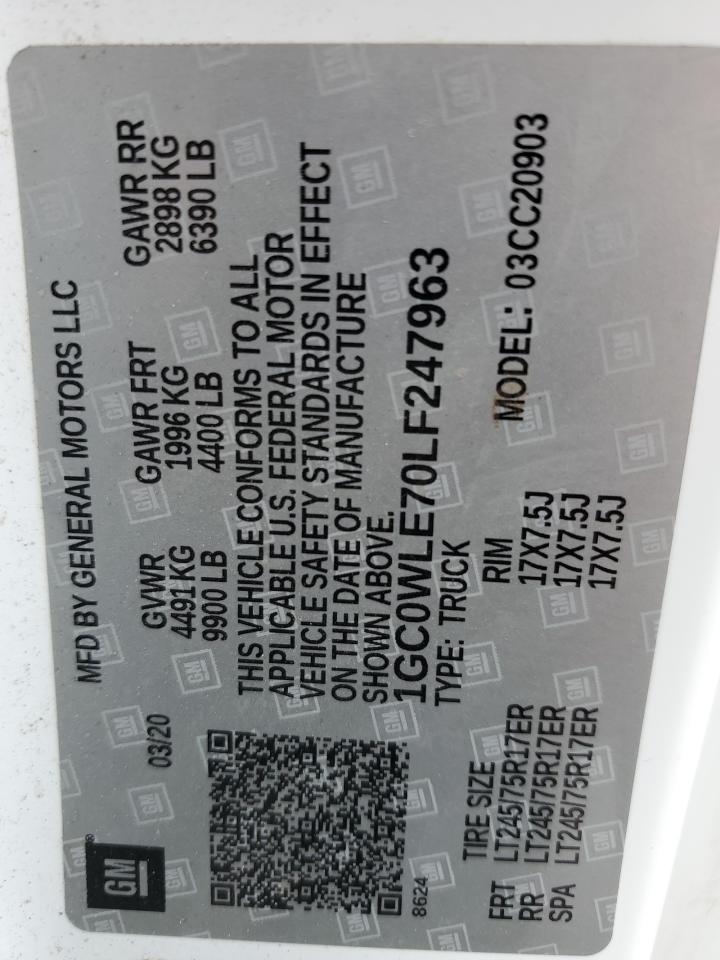 GM®
MFD BY GENERAL MOTORS LLC
03/20
GVWR GAWR FRT GAWR RR
4491 KG 1996 KG 2898 KG
9900 LB 4400 LB 6390 LB
THIS VEHICLE CONFORMS TO ALL
APPLICABLE U.S. FEDERAL MOTOR
VEHICLE SAFETY STANDARDS IN EFFECT
ON THE DATE OF MANUFACTURE
SHOWN ABOVE.
1GC0WLE70LF247963
8624
TYPE: TRUCK
MODEL: 03CC20903
TIRE SIZE RIM
FRT LT245/75R17ER 17X7.5J
RR LT245/75R17ER 17X7.5J
SPA LT245/75R17ER 17X7.5J